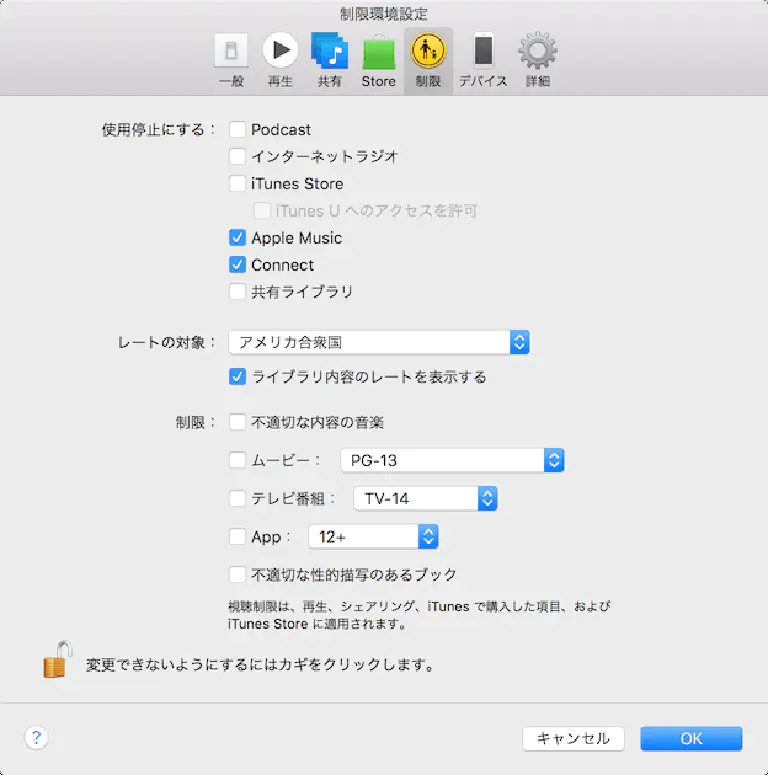 制限環境設定
一般 再生 共有 Store 制限 デバイス 詳細
使用停止にする： Podcast
インターネットラジオ
iTunes Store
iTunes U へのアクセスを許可
Apple Music
Connect
共有ライブラリ
レートの対象： アメリカ合衆国
ライブラリ内容のレートを表示する
制限： 不適切な内容の音楽
ムービー： PG-13
テレビ番組： TV-14
App： 12+
不適切な性的描写のあるブック
視聴制限は、再生、シェアリング、iTunes で購入した項目、および
iTunes Store に適用されます。
変更できないようにするにはカギをクリックします。
? キャンセル OK